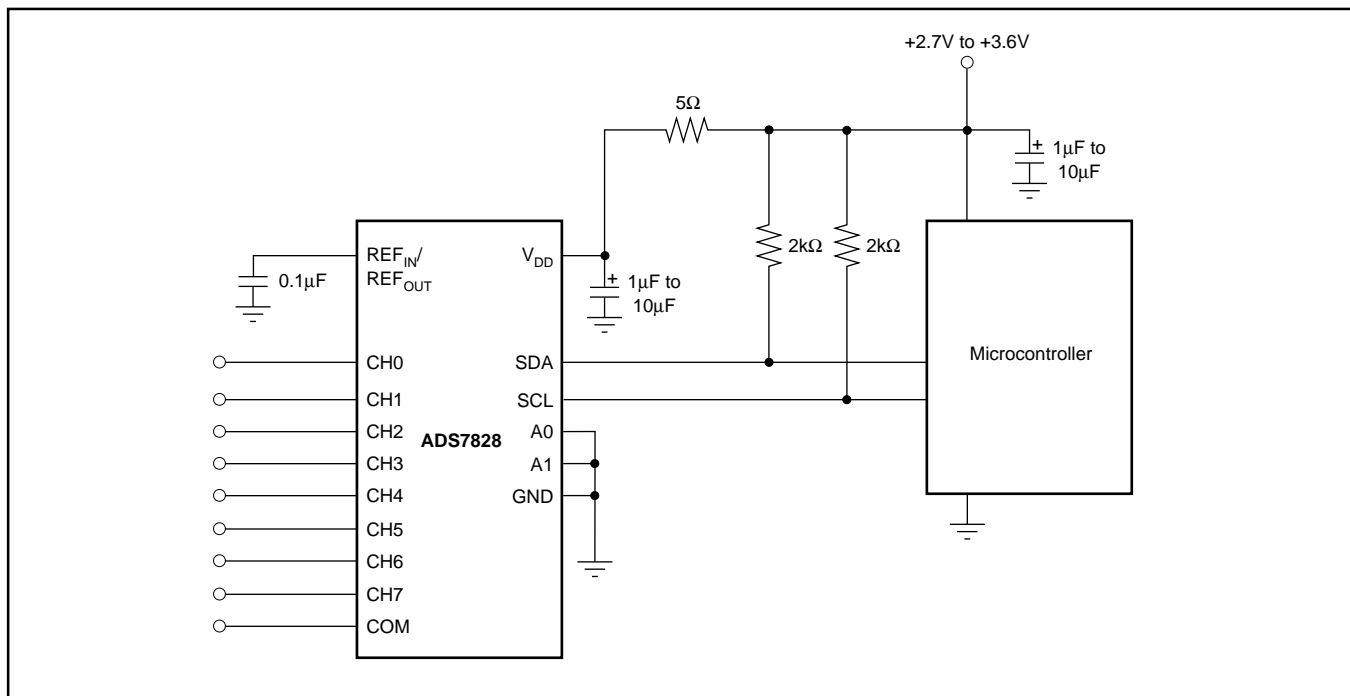 +2.7V to +3.6V
5Ω
+ 1μF to
10μF
REF_IN/
REF_OUT
V_DD
2kΩ
2kΩ
0.1μF
+ 1μF to
10μF
Microcontroller
CH0
SDA
CH1
SCL
CH2
ADS7828
A0
CH3
A1
CH4
GND
CH5
CH6
CH7
COM